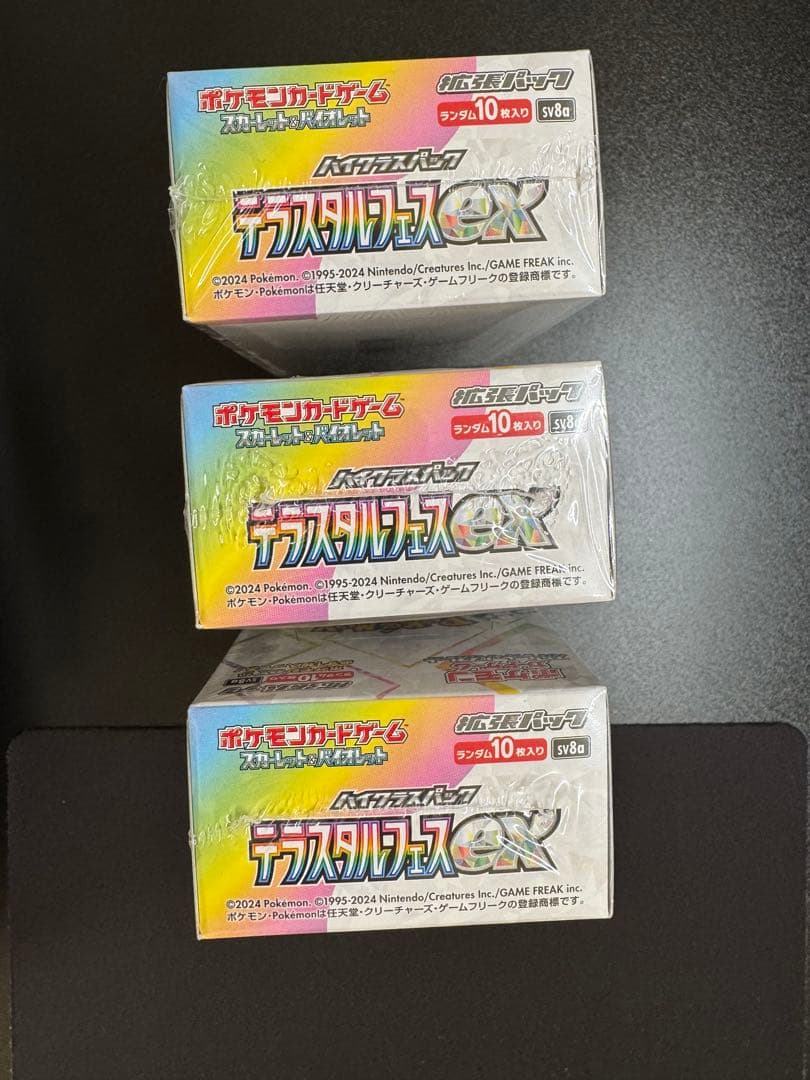 ポケモンカードゲーム
スカーレット&バイオレット
拡張パック
ランダム10枚入り
sv8a
ハイクラスパック
テラスタルフェスex
©2024 Pokémon. ©1995-2024 Nintendo/Creatures Inc./GAME FREAK inc.
ポケモン・Pokémonは任天堂・クリーチャーズ・ゲームフリークの登録商標です。
ポケモンカードゲーム
スカーレット&バイオレット
拡張パック
ランダム10枚入り
sv8a
ハイクラスパック
テラスタルフェスex
©2024 Pokémon. ©1995-2024 Nintendo/Creatures Inc./GAME FREAK inc.
ポケモン・Pokémonは任天堂・クリーチャーズ・ゲームフリークの登録商標です。
ポケモンカードゲーム
スカーレット&バイオレット
拡張パック
ランダム10枚入り
sv8a
ハイクラスパック
テラスタルフェスex
©2024 Pokémon. ©1995-2024 Nintendo/Creatures Inc./GAME FREAK inc.
ポケモン・Pokémonは任天堂・クリーチャーズ・ゲームフリークの登録商標です。